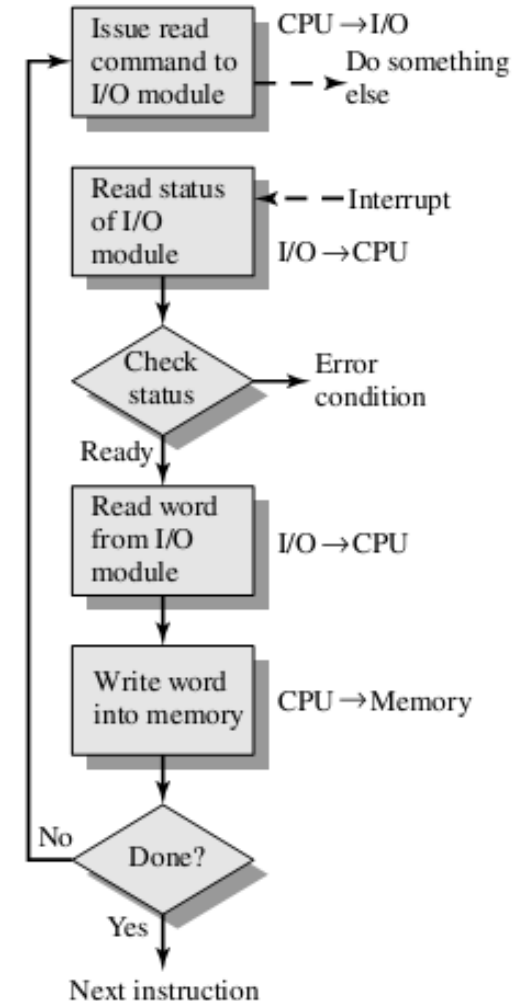 Issue read
command to
I/O module
CPU → I/O
Do something
else
Read status
of I/O
module
Interrupt
I/O → CPU
Check
status
Error
condition
Ready
Read word
from I/O
module
I/O → CPU
Write word
into memory
CPU → Memory
Done?
No
Yes
Next instruction